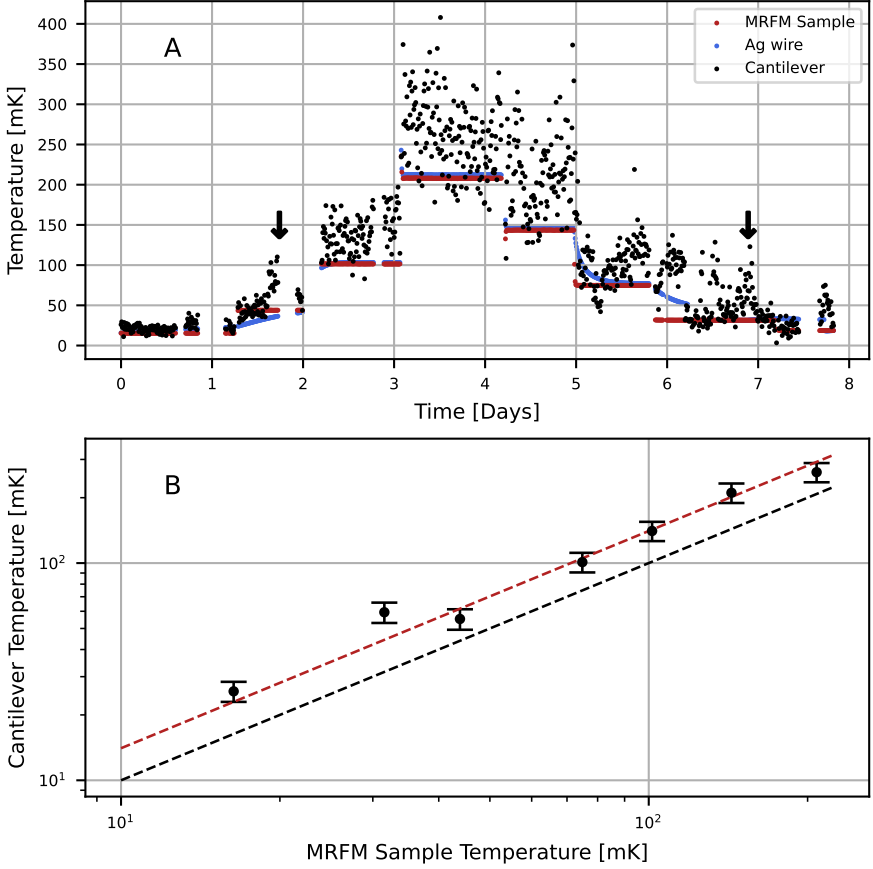 A
MRFM Sample
Ag wire
Cantilever
Temperature [mK]
400
350
300
250
200
150
100
50
0
0 1 2 3 4 5 6 7 8
Time [Days]
B
Cantilever Temperature [mK]
10²
10¹
10¹ 10²
MRFM Sample Temperature [mK]